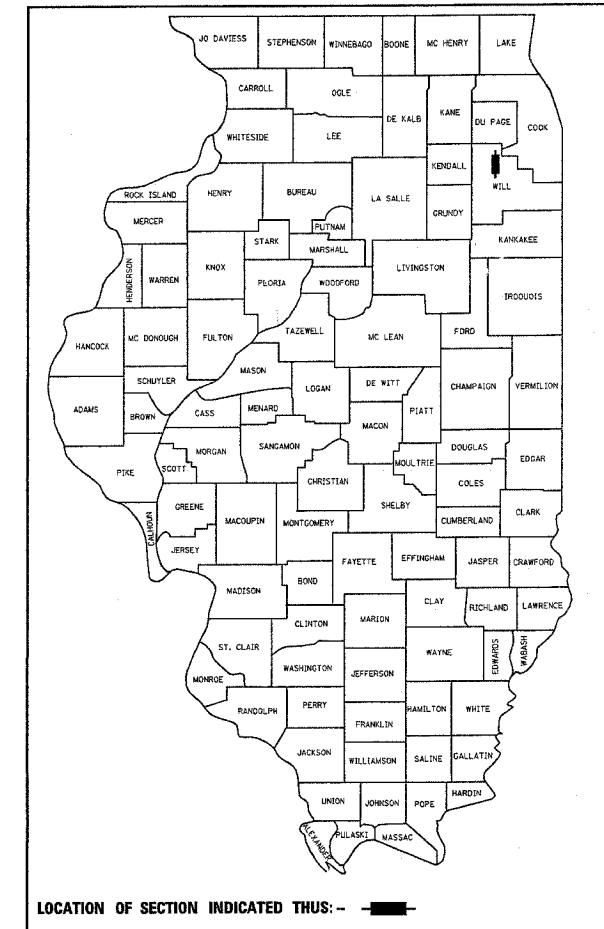 JO DAVIESS STEPHENSON WINNEBAGO BOONE MC HENRY LAKE
CARROLL OGLE DE KALB KANE DU PAGE COOK
WHITESIDE LEE KENDALL WILL
ROCK ISLAND HENRY BUREAU LA SALLE GRUNDY
MERCER STARK PUTNAM MARSHALL KANKAKEE
HENDERSON WARREN KNOX PEORIA WOODFORD LIVINGSTON IROQUOIS
HANCOCK MC DONOUGH FULTON TAZEWELL MC LEAN FORD
SCHUYLER MASON LOGAN DE WITT CHAMPAIGN VERMILION
ADAMS BROWN CASS MENARD MACON PIATT
PIKE SCOTT MORGAN SANGAMON CHRISTIAN MOULTRIE DOUGLAS EDGAR
COLES
CALHOUN GREENE MACOUPIN MONTGOMERY SHELBY CUMBERLAND CLARK
JERSEY FAYETTE EFFINGHAM JASPER CRAWFORD
MADISON BOND CLAY RICHLAND LAWRENCE
CLINTON MARION
ST. CLAIR WASHINGTON JEFFERSON WAYNE EDWARDS WABASH
MONROE RANDOLPH PERRY FRANKLIN HAMILTON WHITE
JACKSON WILLIAMSON SALINE GALLATIN
UNION JOHNSON POPE HARDIN
ALEXANDER PULASKI MASSAC
LOCATION OF SECTION INDICATED THUS: -